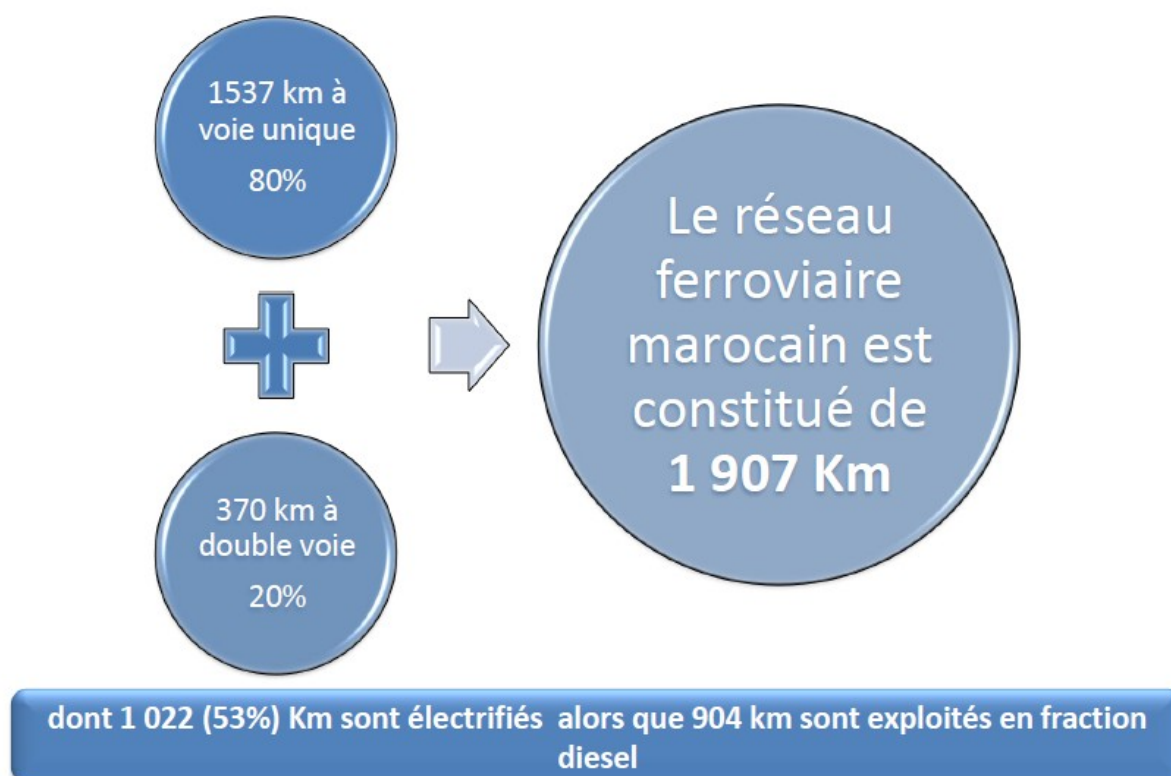 1537 km à
voie unique
80%
370 km à
double voie
20%
Le réseau
ferroviaire
marocain est
constitué de
1 907 Km
dont 1 022 (53%) Km sont électrifiés alors que 904 km sont exploités en fraction
diesel